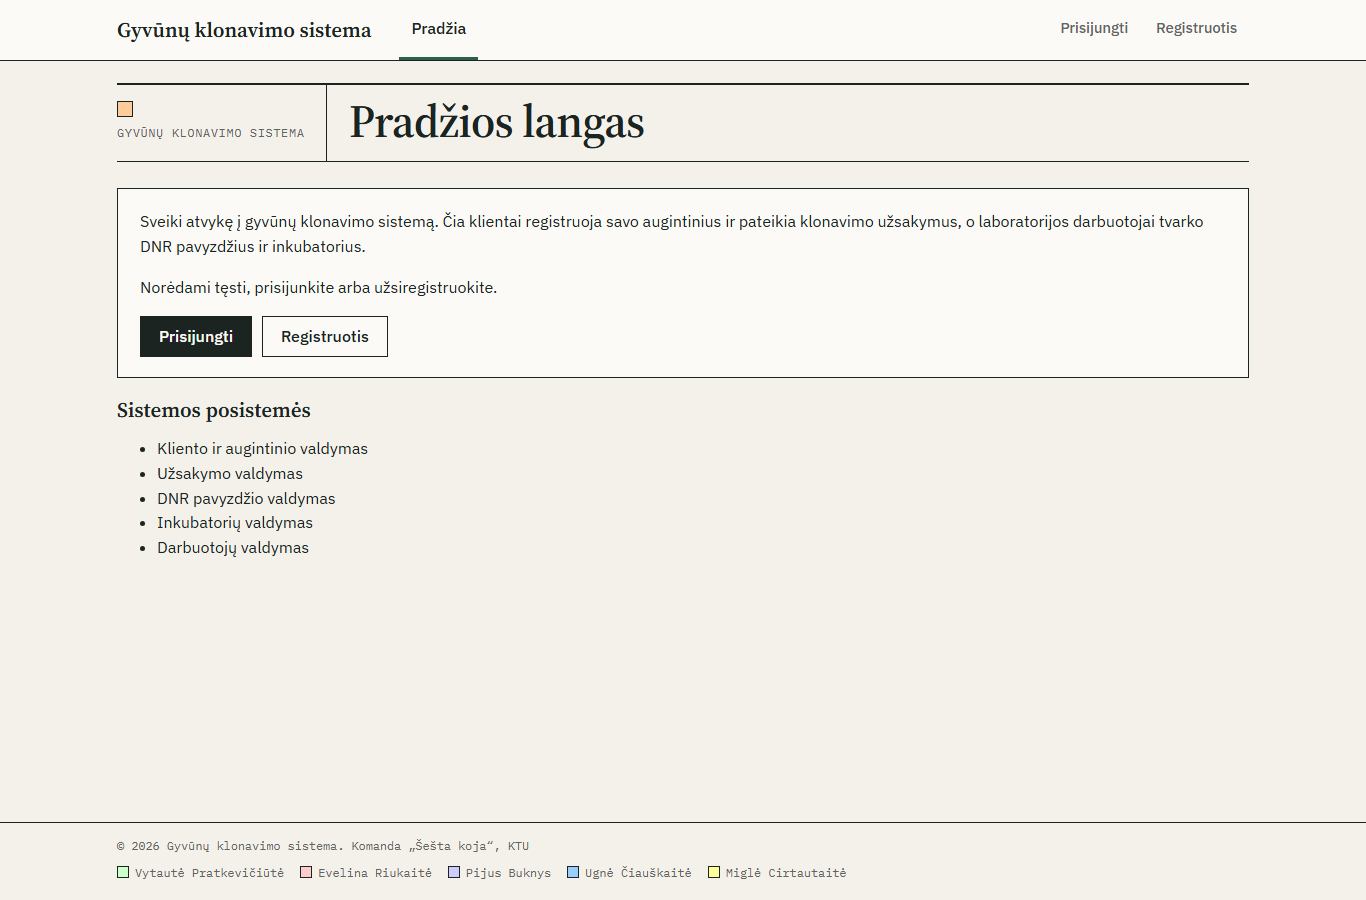 Gyvūnų klonavimo sistema
Pradžia
Prisijungti
Registruotis
GYVŪNŲ KLONAVIMO SISTEMA
Pradžios langas
Sveiki atvykę į gyvūnų klonavimo sistemą. Čia klientai registruoja savo augintinius ir pateikia klonavimo užsakymus, o laboratorijos darbuotojai tvarko
DNR pavyzdžius ir inkubatorius.
Norėdami tęsti, prisijunkite arba užsiregistruokite.
Prisijungti
Registruotis
Sistemos posistemės
Kliento ir augintinio valdymas
Užsakymo valdymas
DNR pavyzdžio valdymas
Inkubatorių valdymas
Darbuotojų valdymas
© 2026 Gyvūnų klonavimo sistema. Komanda „Šešta koja“, KTU
Vytautė Pratkevičiūtė
Evelina Riukaitė
Pijus Buknys
Ugnė Čiauškaitė
Miglė Cirtautaitė